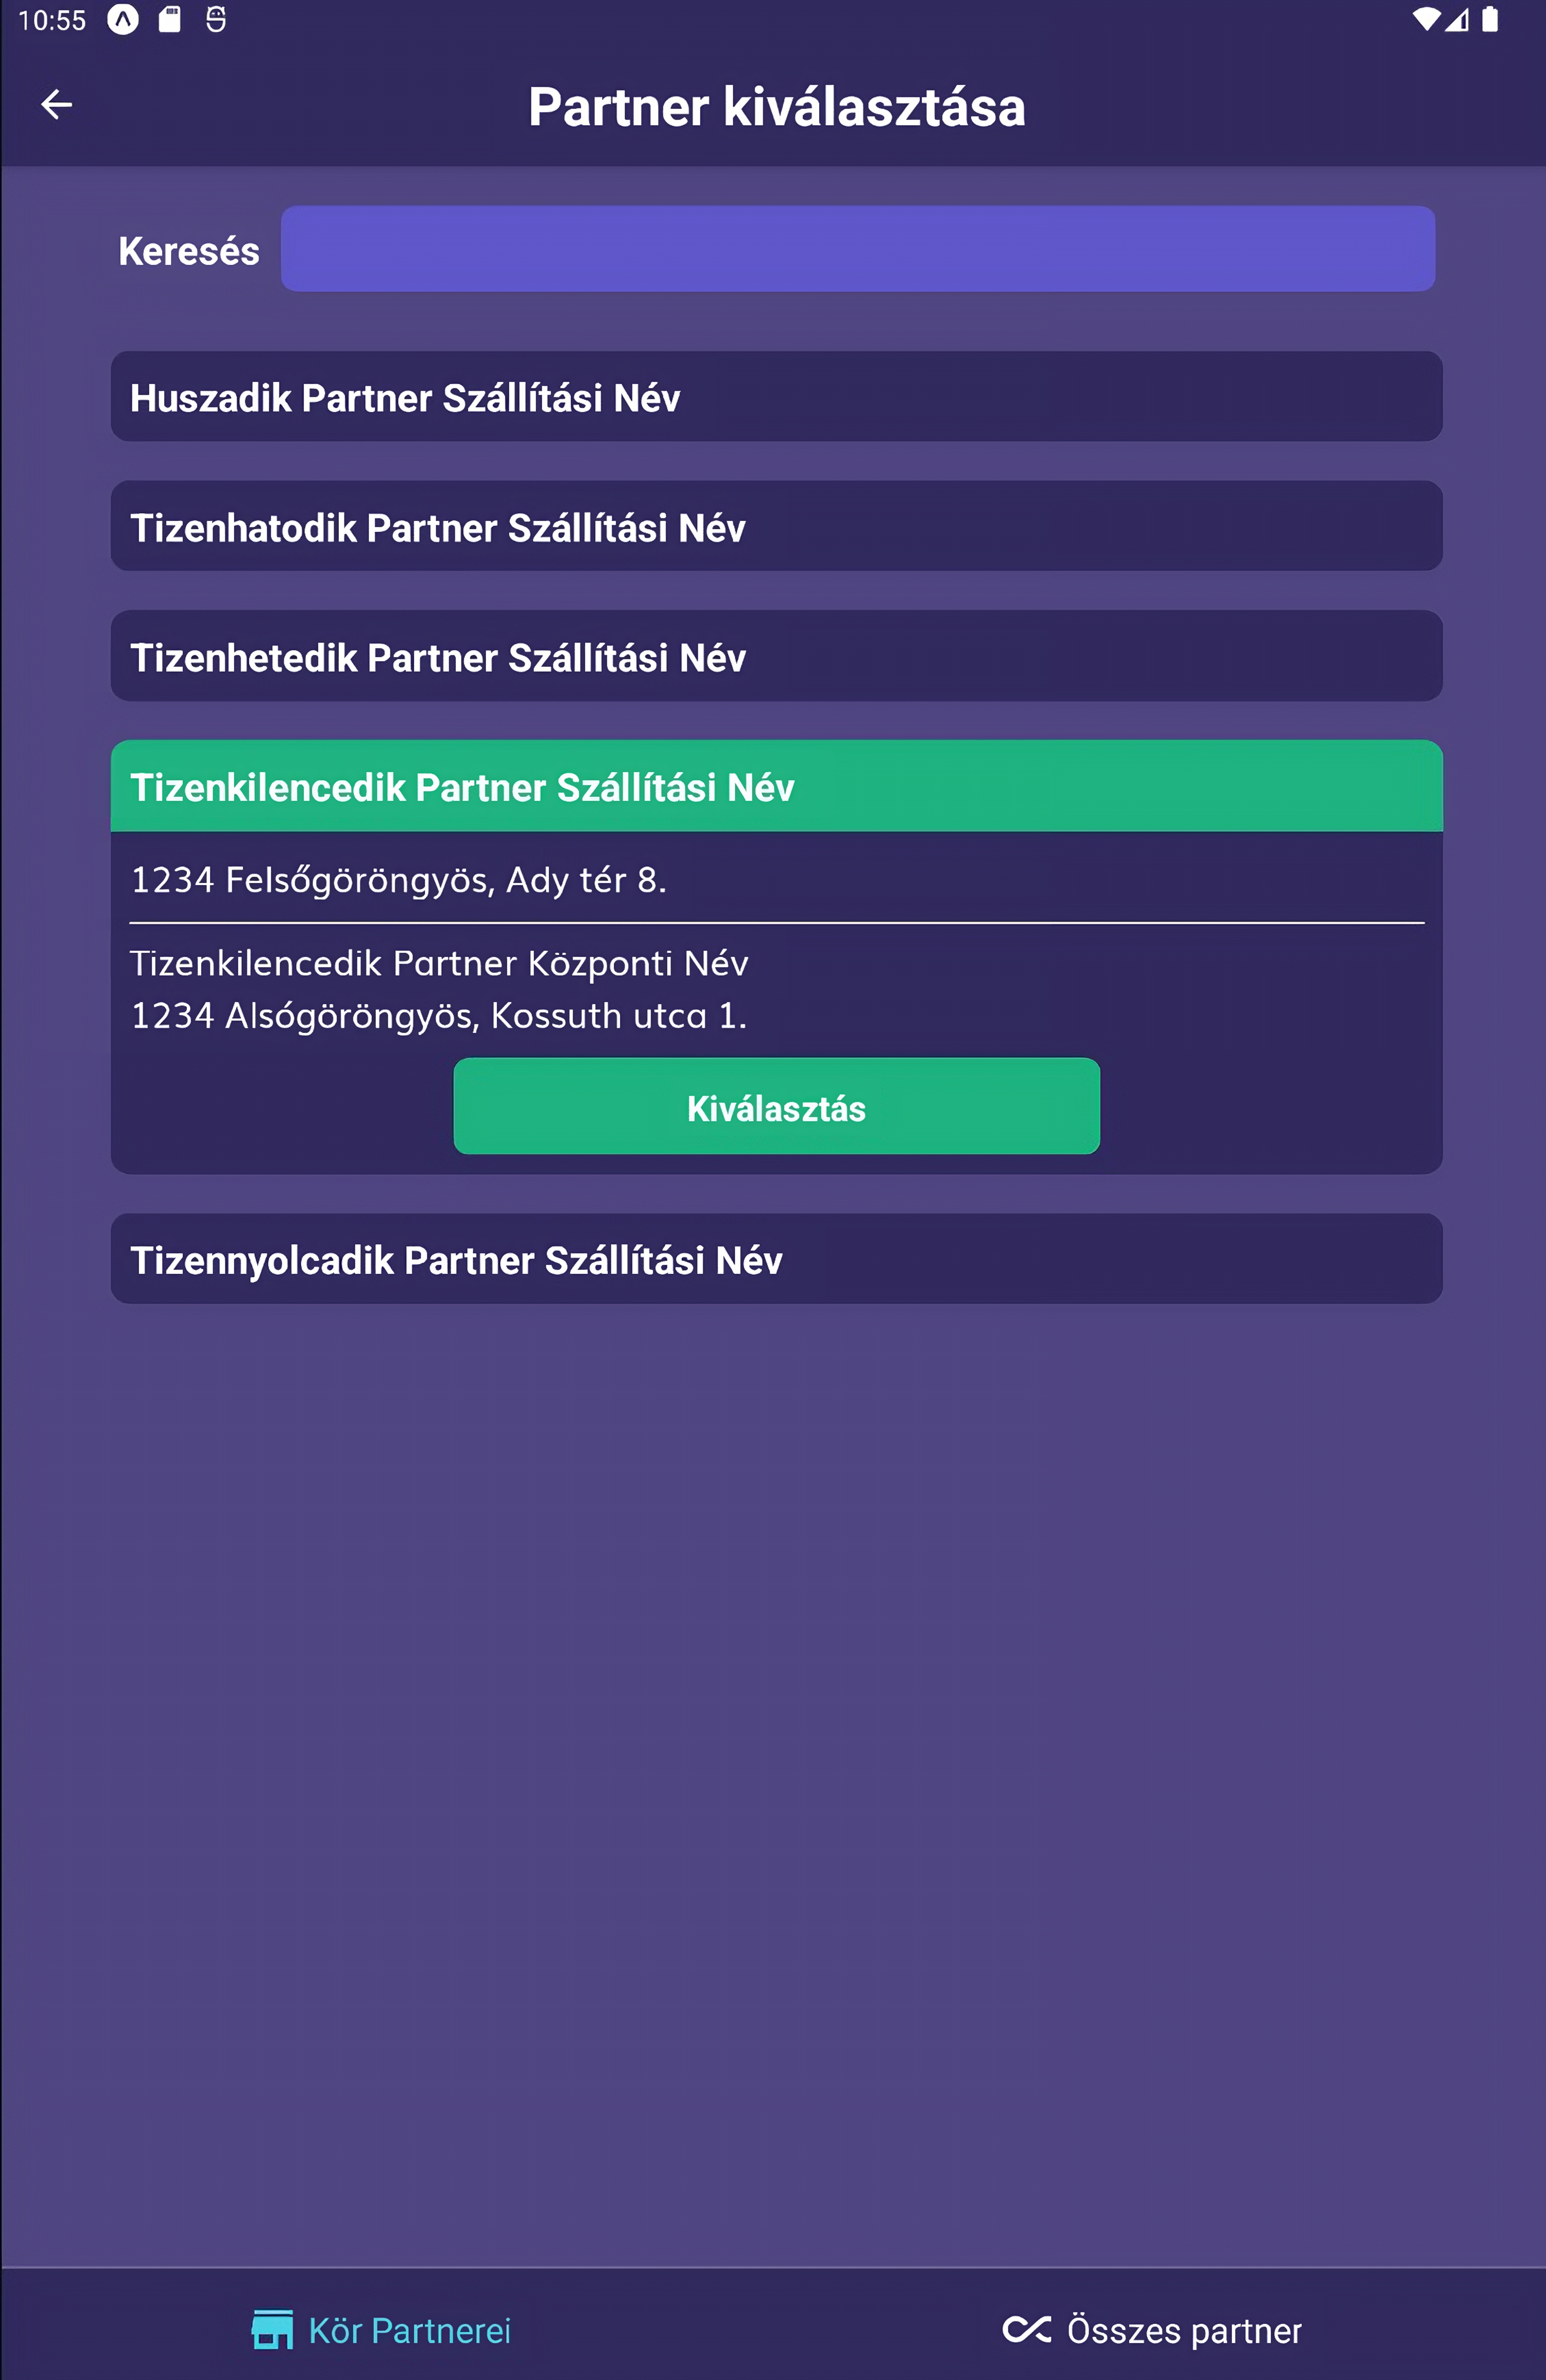 10:55
Partner kiválasztása
Keresés
Huszadik Partner Szállítási Név
Tizenhatodik Partner Szállítási Név
Tizenhetedik Partner Szállítási Név
Tizenkilencedik Partner Szállítási Név
1234 Felsőgöröngyös, Ady tér 8.
Tizenkilencedik Partner Központi Név
1234 Alsógöröngyös, Kossuth utca 1.
Kiválasztás
Tizennyolcadik Partner Szállítási Név
Kör Partnerei
Összes partner